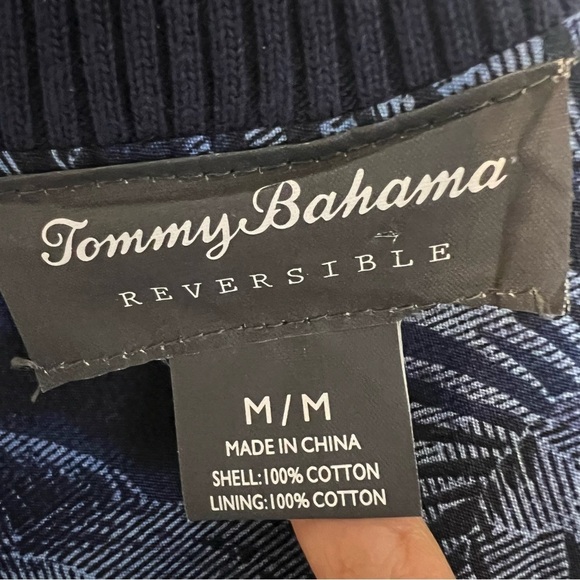 Tommy Bahama
REVERSIBLE
M/M
MADE IN CHINA
SHELL:100% COTTON
LINING:100% COTTON